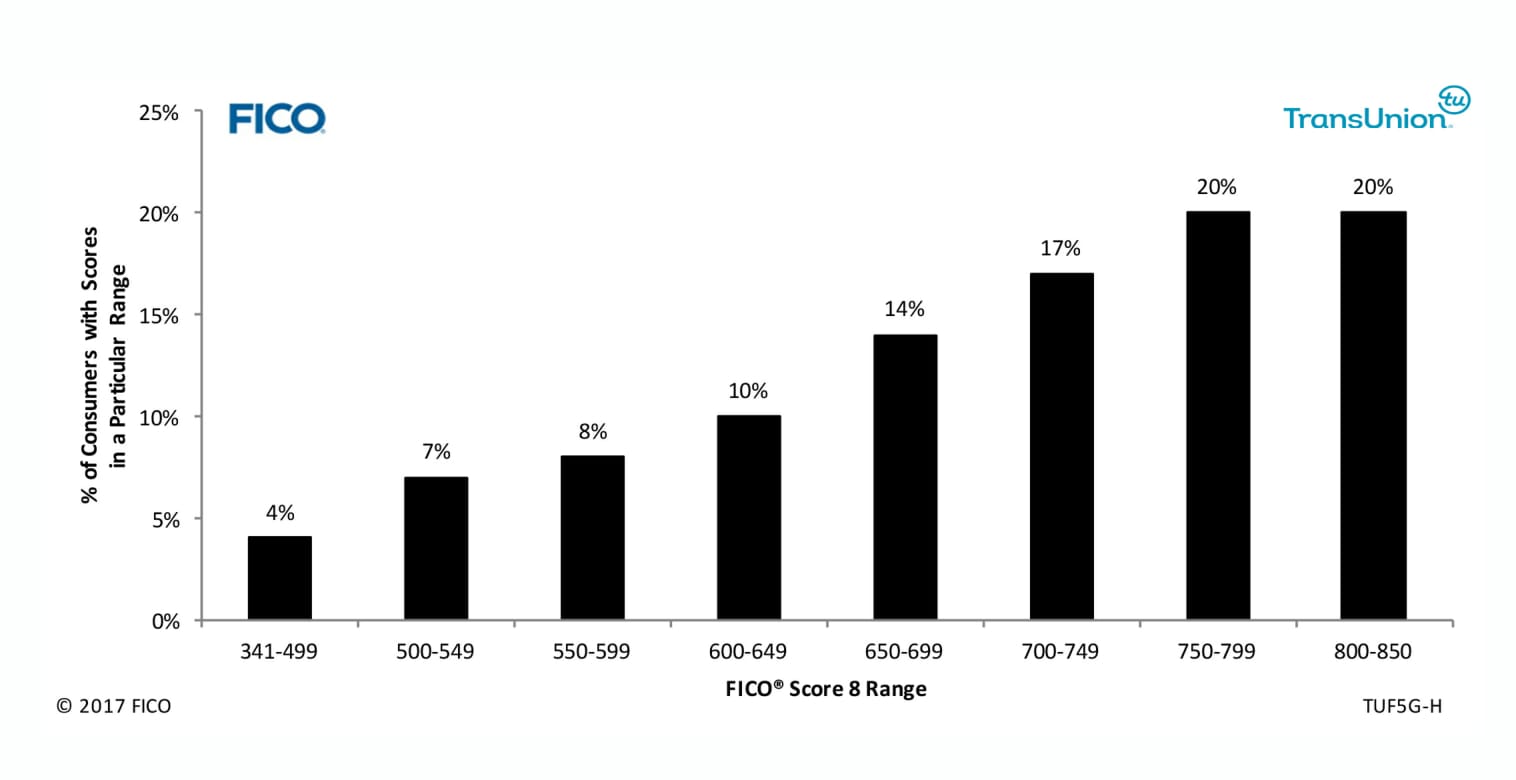 FICO
tu
TransUnion
25%
20%
15%
10%
5%
0%
% of Consumers with Scores
in a Particular Range
4%
7%
8%
10%
14%
17%
20%
20%
341-499
500-549
550-599
600-649
650-699
700-749
750-799
800-850
FICO® Score 8 Range
© 2017 FICO
TUF5G-H